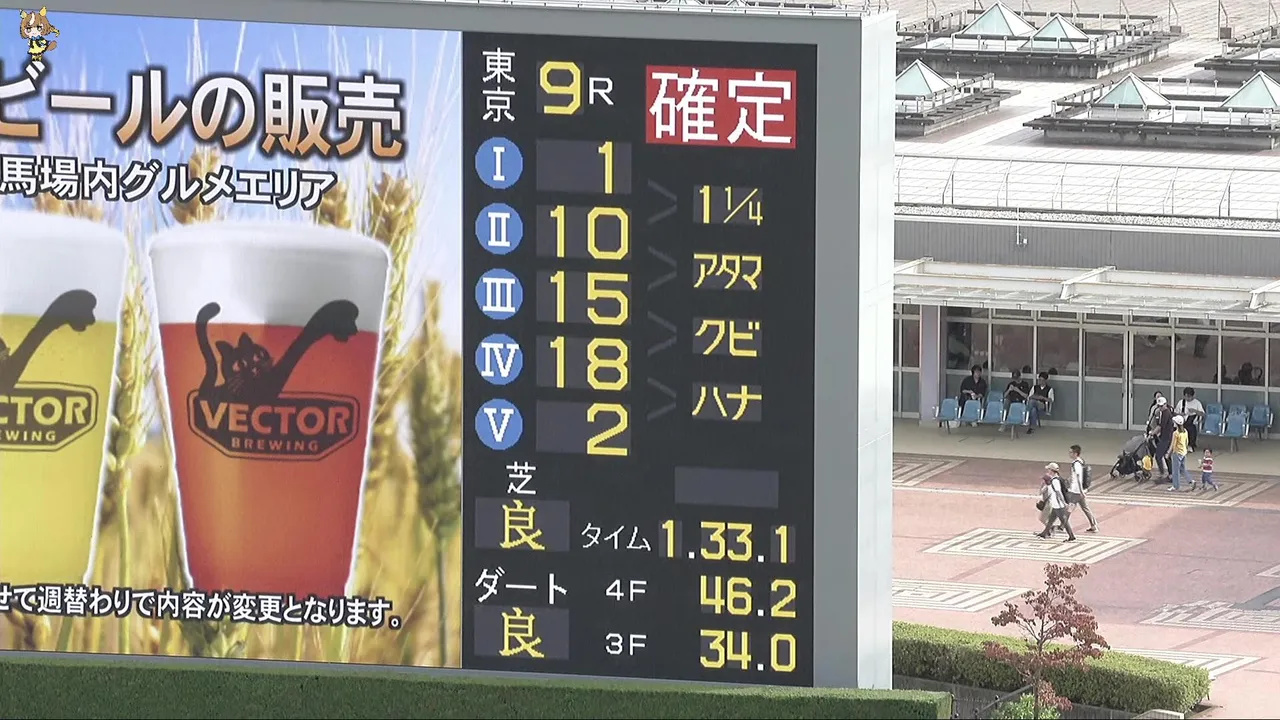 ビールの販売
馬場内グルメエリア
CTOR
EWING
VECTOR
BREWING
せて週替わりで内容が変更となります。
東京 9R 確定
I 1
II 10
III 15
IV 18
V 2
1 1/4
アタマ
クビ
ハナ
芝
良 タイム 1.33.1
ダート 4F 46.2
良 3F 34.0